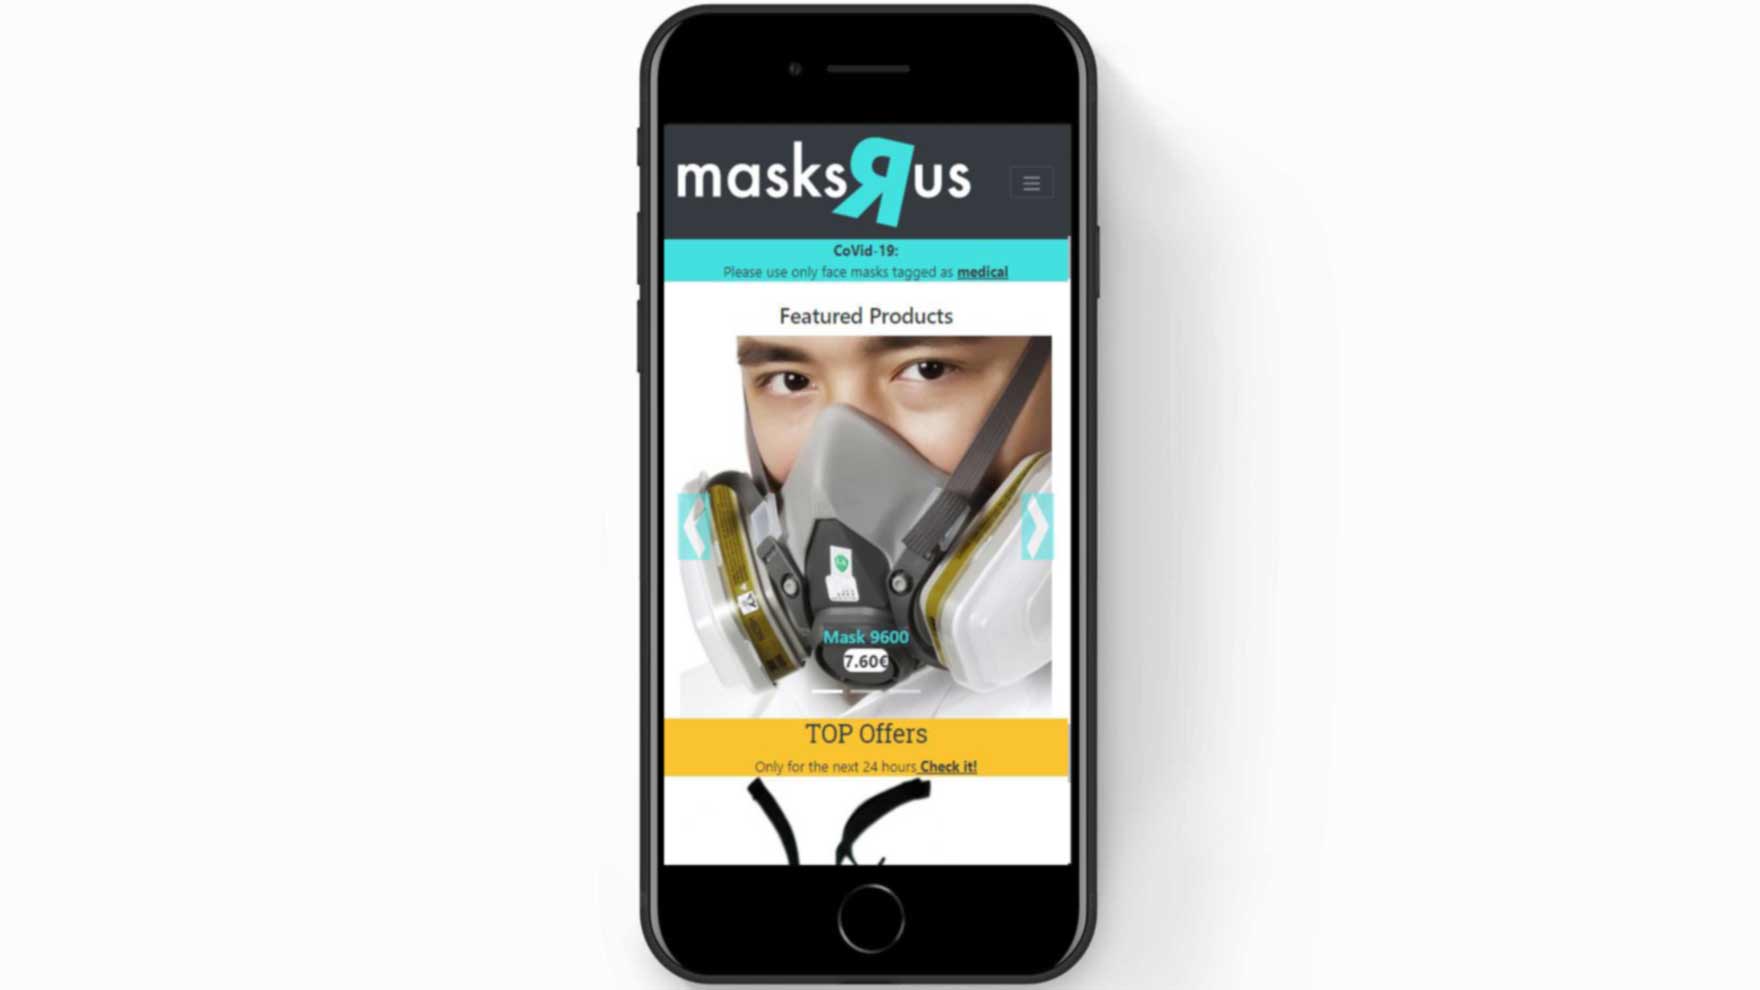 masksRus
CoVid-19:
Please use only face masks tagged as medical
Featured Products
Mask 9600
7.60€
TOP Offers
Only for the next 24 hours Check it!